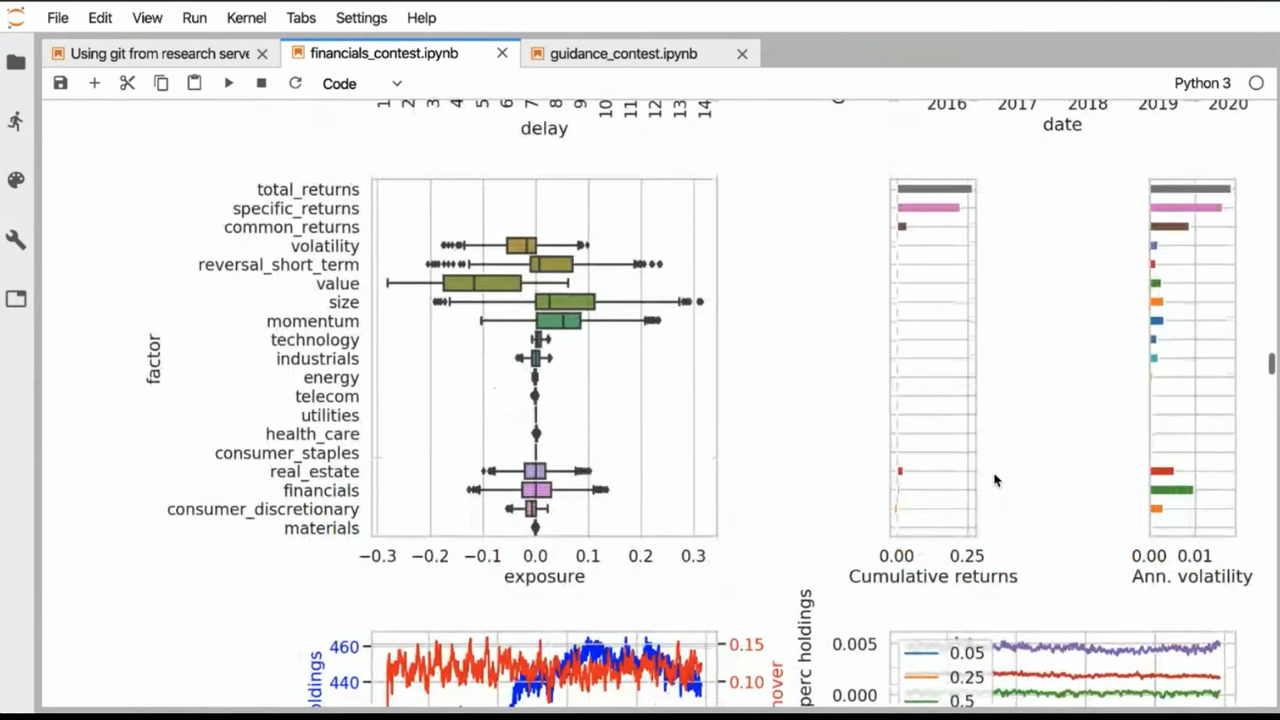 File Edit View Run Kernel Tabs Settings Help
Using git from research serve
financials_contest.ipynb
guidance_contest.ipynb
Code
Python 3
1 2 3 4 5 6 7 8 9 10 11 12 13 14
delay
2016 2017 2018 2019 2020
date
factor
total_returns
specific_returns
common_returns
volatility
reversal_short_term
value
size
momentum
technology
industrials
energy
telecom
utilities
health_care
consumer_staples
real_estate
financials
consumer_discretionary
materials
−0.3 −0.2 −0.1 0.0 0.1 0.2 0.3
exposure
0.00 0.25
Cumulative returns
0.00 0.01
Ann. volatility
460
440
0.15
0.10
perc holdings
0.005
0.000
0.05
0.25
0.5